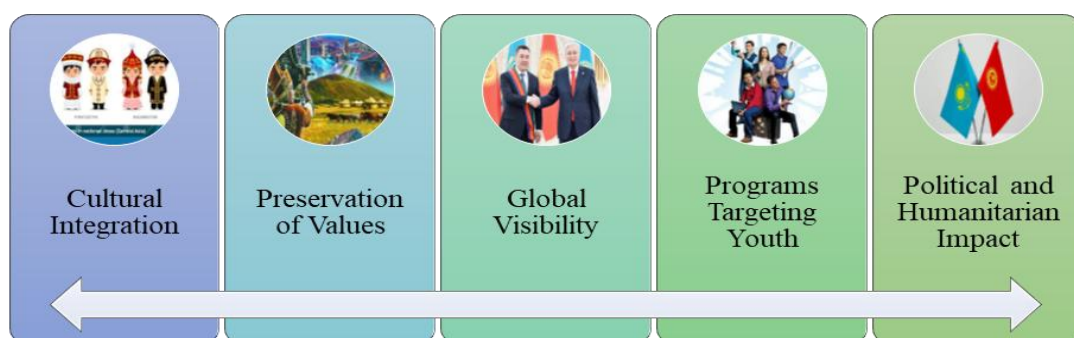 Cultural
Integration
Preservation
of Values
Global
Visibility
Programs
Targeting
Youth
Political and
Humanitarian
Impact